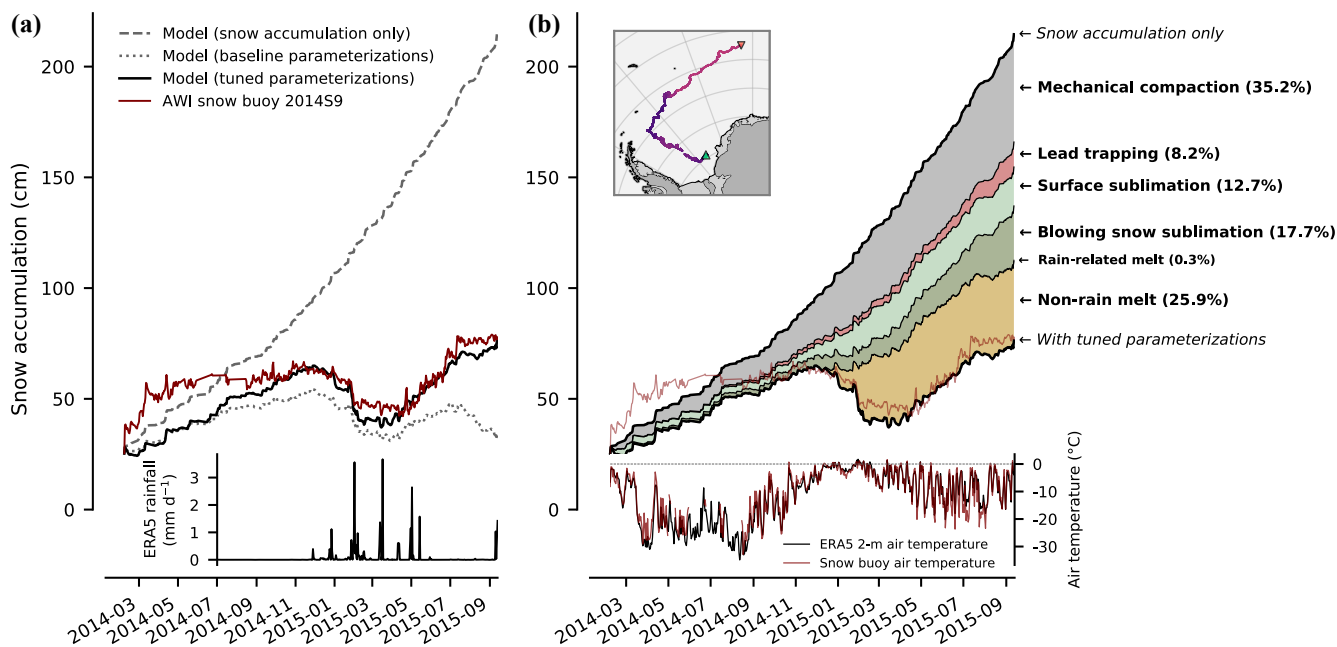 (a)
Model (snow accumulation only)
Model (baseline parameterizations)
Model (tuned parameterizations)
AWI snow buoy 2014S9
Snow accumulation (cm)
200
150
100
50
0
ERA5 rainfall
(mm d⁻¹)
3
2
1
0
2014-03
2014-05
2014-07
2014-09
2014-11
2015-01
2015-03
2015-05
2015-07
2015-09
(b)
← Snow accumulation only
← Mechanical compaction (35.2%)
← Lead trapping (8.2%)
← Surface sublimation (12.7%)
← Blowing snow sublimation (17.7%)
← Rain-related melt (0.3%)
← Non-rain melt (25.9%)
← With tuned parameterizations
200
150
100
50
0
0
-10
-20
-30
Air temperature (°C)
ERA5 2-m air temperature
Snow buoy air temperature
2014-03
2014-05
2014-07
2014-09
2014-11
2015-01
2015-03
2015-05
2015-07
2015-09